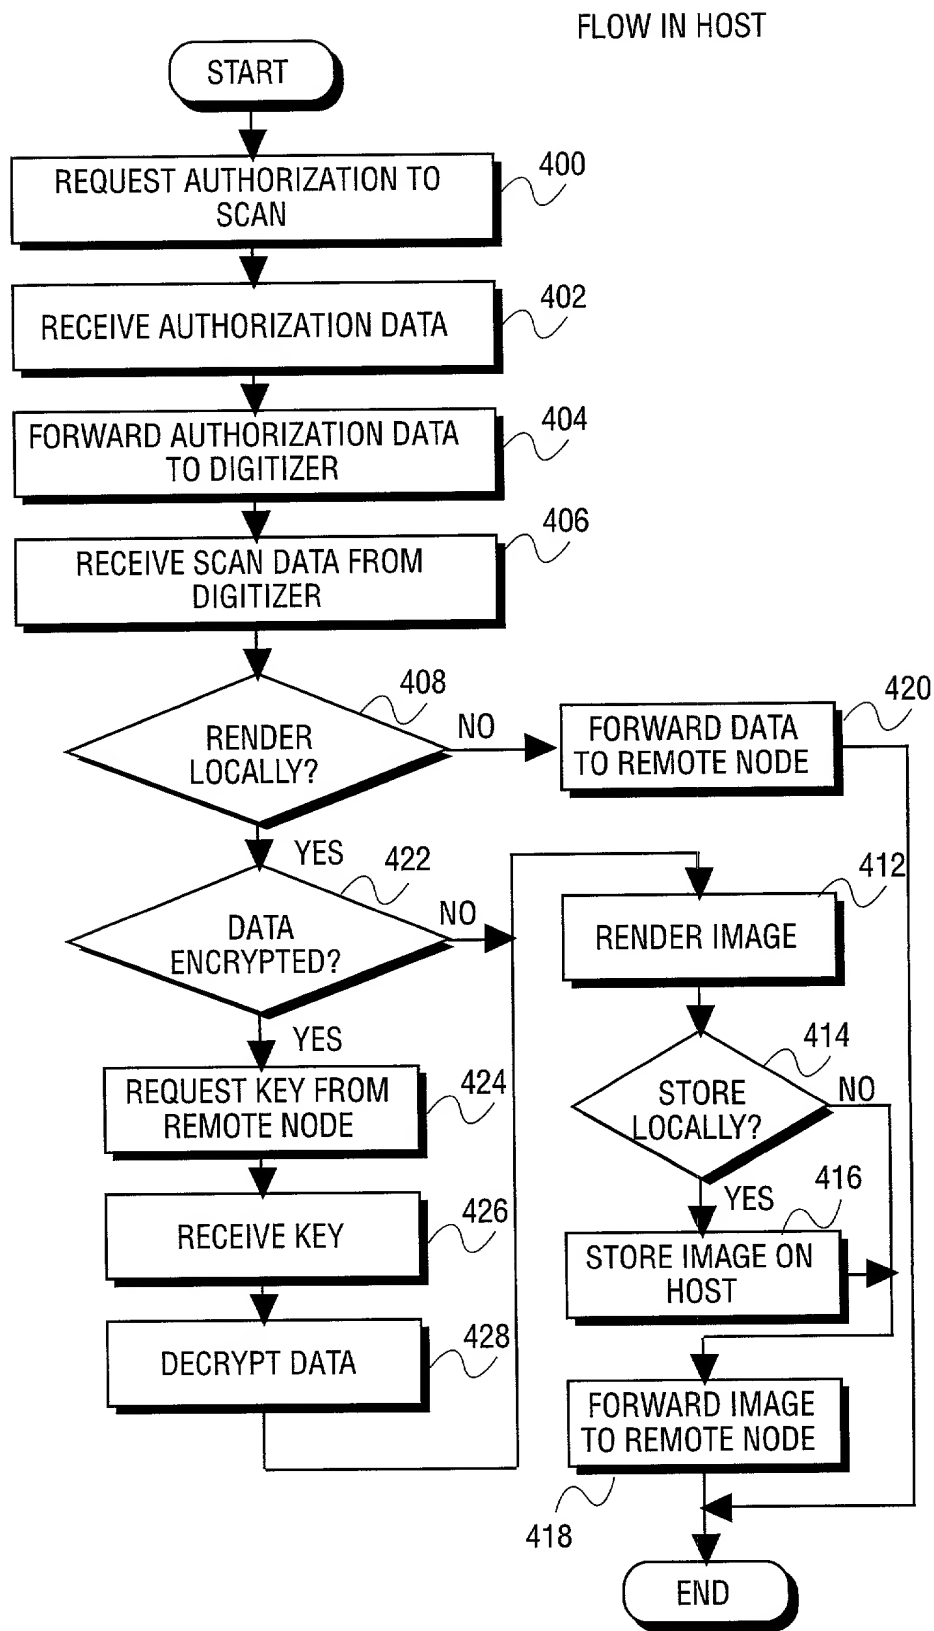 FLOW IN HOST
START
REQUEST AUTHORIZATION TO
SCAN
400
RECEIVE AUTHORIZATION DATA
402
FORWARD AUTHORIZATION DATA
TO DIGITIZER
404
RECEIVE SCAN DATA FROM
DIGITIZER
406
RENDER
LOCALLY?
408
NO
FORWARD DATA
TO REMOTE NODE
420
YES
DATA
ENCRYPTED?
422
NO
RENDER IMAGE
412
YES
REQUEST KEY FROM
REMOTE NODE
424
STORE
LOCALLY?
414
NO
YES
RECEIVE KEY
426
STORE IMAGE ON
HOST
416
DECRYPT DATA
428
FORWARD IMAGE
TO REMOTE NODE
418
END